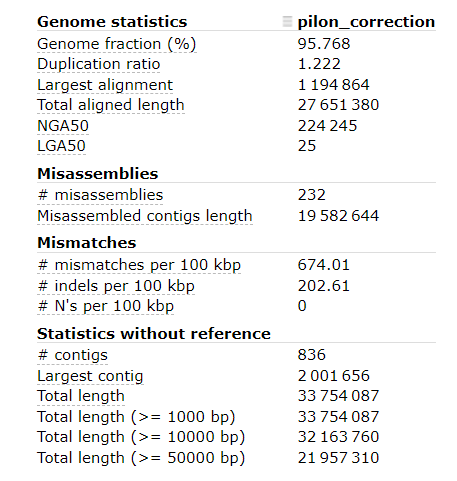 Genome statistics pilon_correction
Genome fraction (%) 95.768
Duplication ratio 1.222
Largest alignment 1 194 864
Total aligned length 27 651 380
NGA50 224 245
LGA50 25
Misassemblies
# misassemblies 232
Misassembled contigs length 19 582 644
Mismatches
# mismatches per 100 kbp 674.01
# indels per 100 kbp 202.61
# N's per 100 kbp 0
Statistics without reference
# contigs 836
Largest contig 2 001 656
Total length 33 754 087
Total length (>= 1000 bp) 33 754 087
Total length (>= 10000 bp) 32 163 760
Total length (>= 50000 bp) 21 957 310